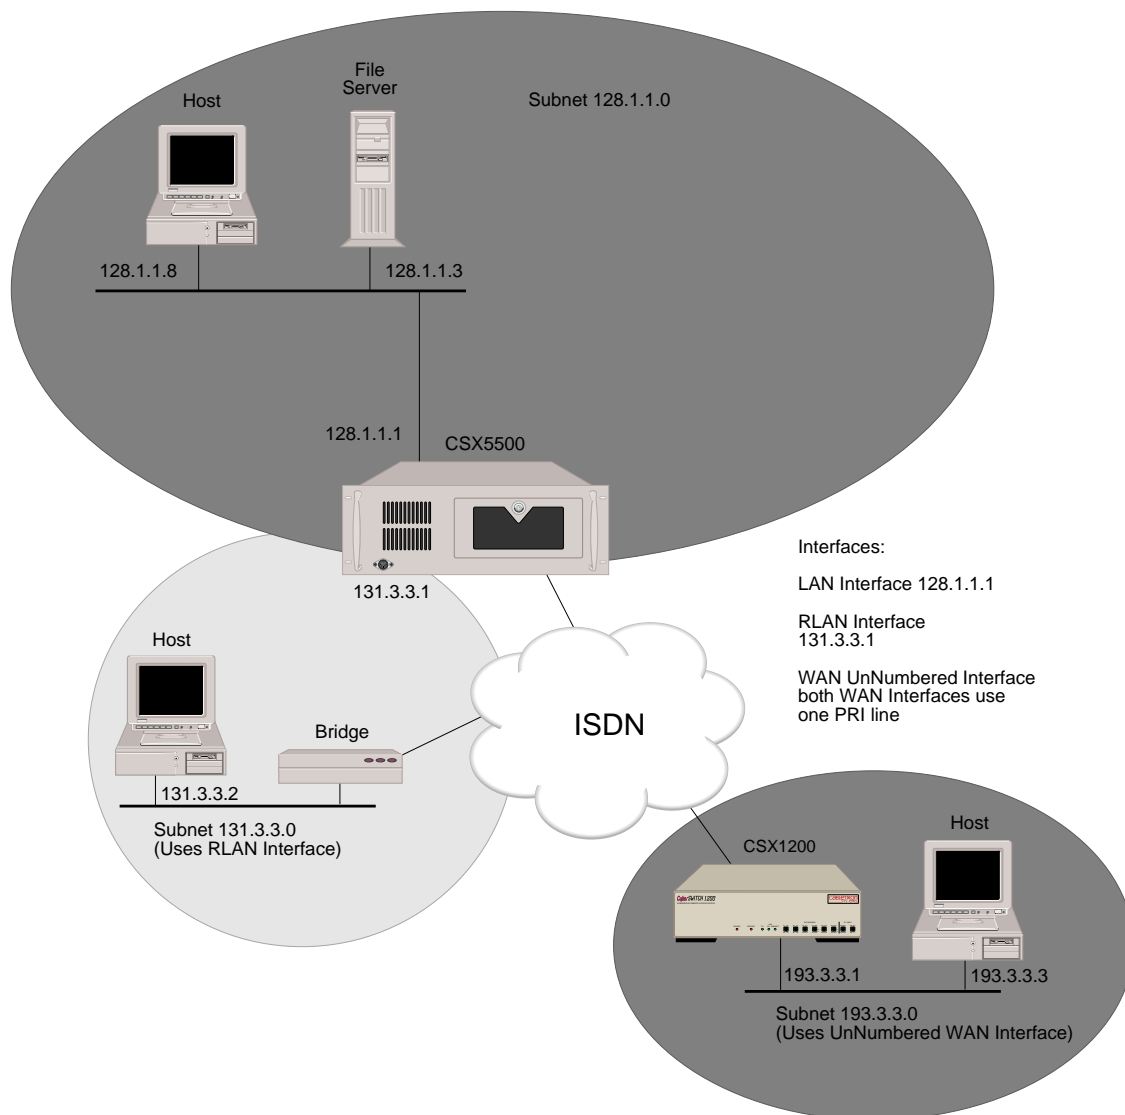 File
Server
Host
Subnet 128.1.1.0
128.1.1.8
128.1.1.3
128.1.1.1
CSX5500
131.3.3.1
Interfaces:
LAN Interface 128.1.1.1
RLAN Interface
131.3.3.1
WAN UnNumbered Interface
both WAN Interfaces use
one PRI line
Host
ISDN
Bridge
131.3.3.2
Subnet 131.3.3.0
(Uses RLAN Interface)
Host
CSX1200
CyberSWITCH 1200
CABLETRON
193.3.3.1
193.3.3.3
Subnet 193.3.3.0
(Uses UnNumbered WAN Interface)